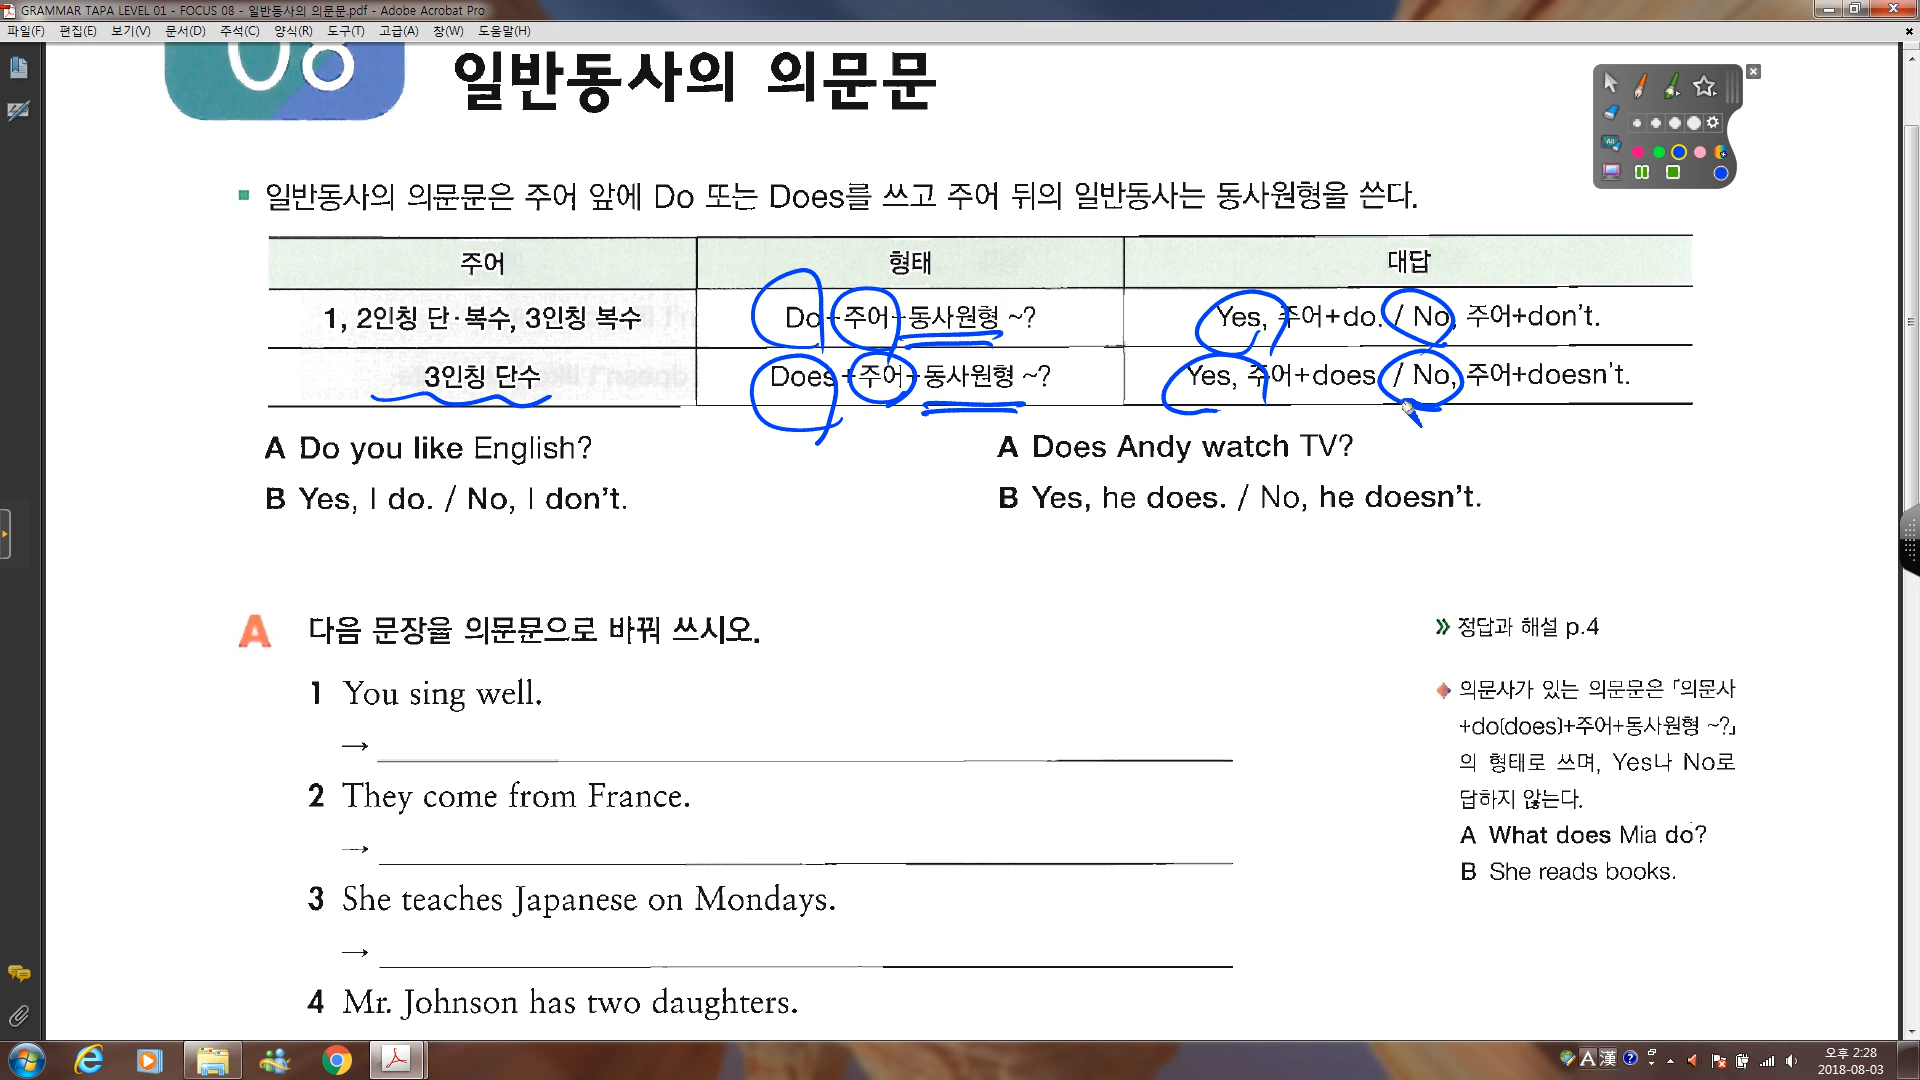 GRAMMAR TAPA LEVEL 01 - FOCUS 08 - 일반동사의 의문문.pdf - Adobe Acrobat Pro
파일(F) 편집(E) 보기(V) 문서(D) 주석(C) 양식(R) 도구(T) 고급(A) 창(W) 도움말(H)
08 일반동사의 의문문
일반동사의 의문문은 주어 앞에 Do 또는 Does를 쓰고 주어 뒤의 일반동사는 동사원형을 쓴다.
주어 형태 대답
1, 2인칭 단·복수, 3인칭 복수 Do+주어+동사원형 ~? Yes, 주어+do. / No, 주어+don't.
3인칭 단수 Does+주어+동사원형 ~? Yes, 주어+does / No, 주어+doesn't.
A Do you like English? A Does Andy watch TV?
B Yes, I do. / No, I don't. B Yes, he does. / No, he doesn't.
A 다음 문장을 의문문으로 바꿔 쓰시오.
1 You sing well.
→
2 They come from France.
→
3 She teaches Japanese on Mondays.
→
4 Mr. Johnson has two daughters.
» 정답과 해설 p.4
의문사가 있는 의문문은 「의문사
+do(does)+주어+동사원형 ~?」
의 형태로 쓰며, Yes나 No로
답하지 않는다.
A What does Mia do?
B She reads books.
A 漢
오후 2:28
2018-08-03